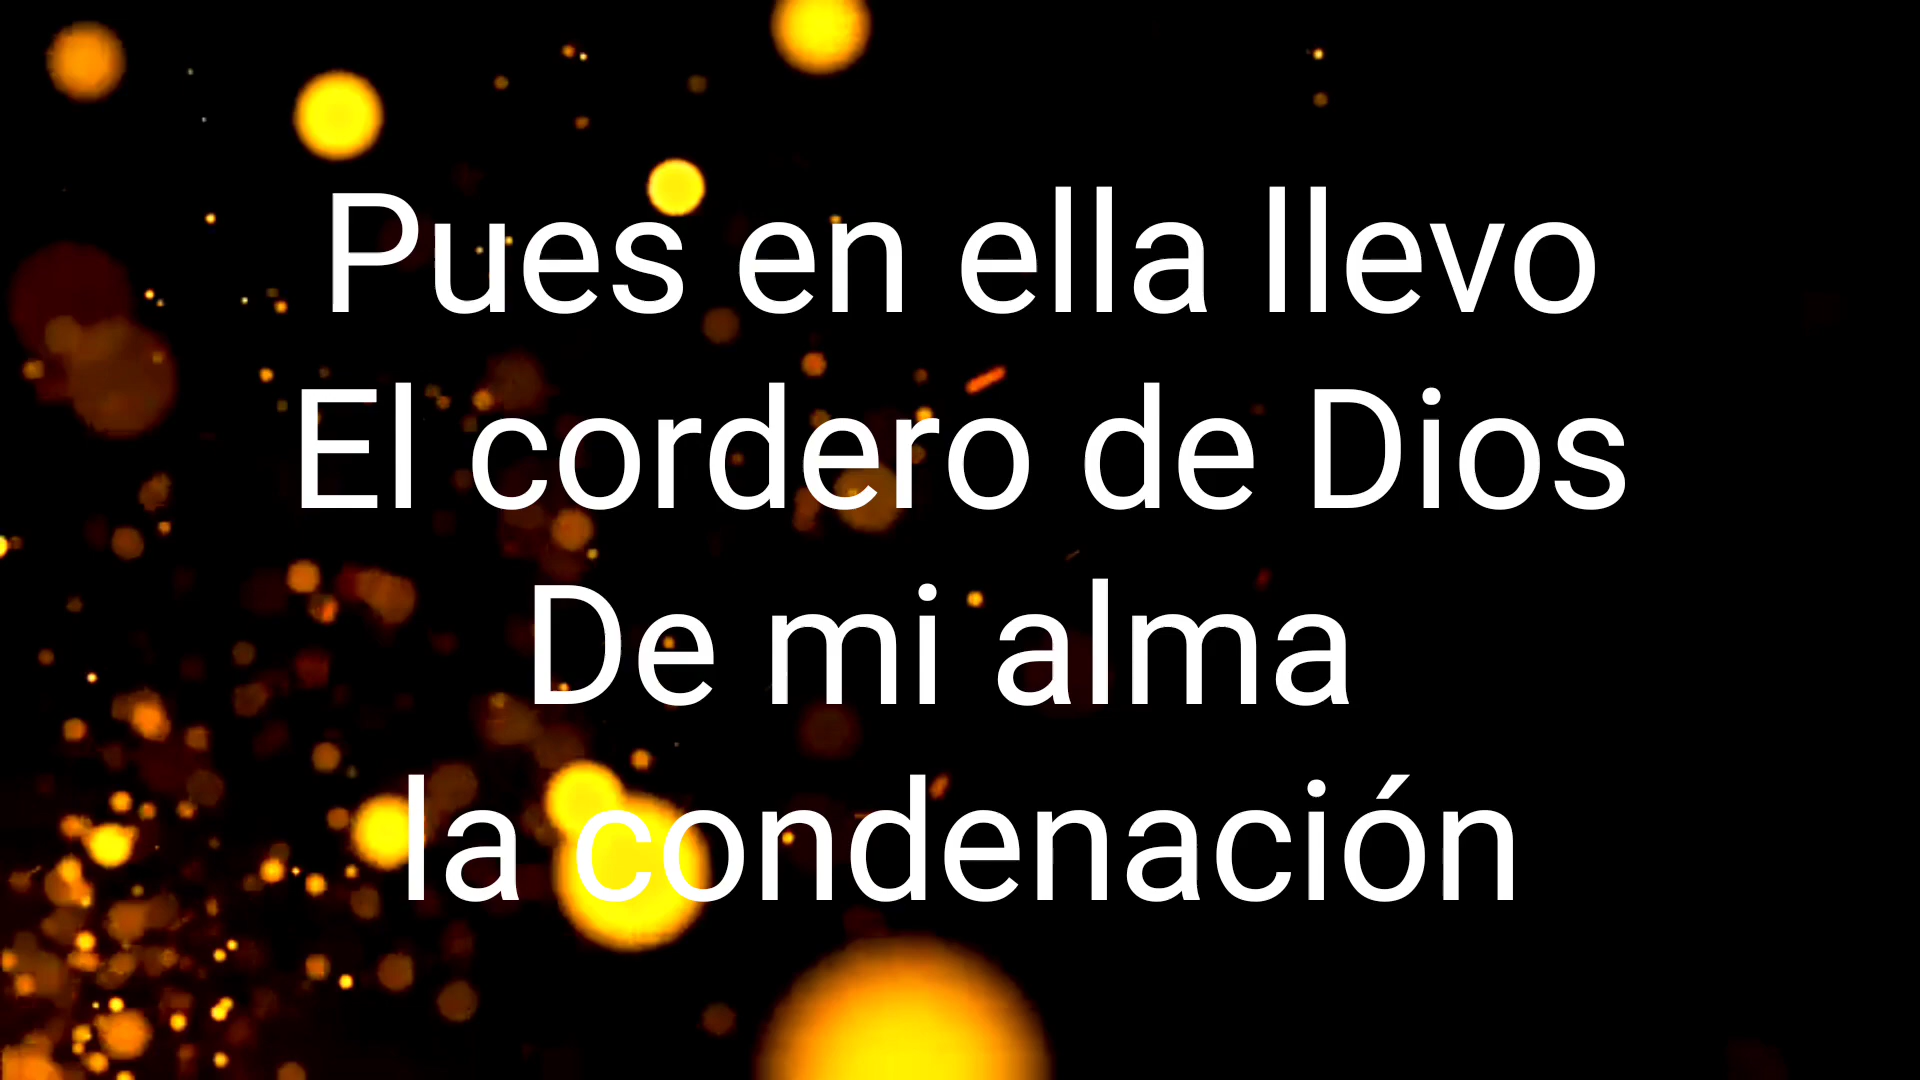 Pues en ella llevo
El cordero de Dios
De mi alma
la condenación